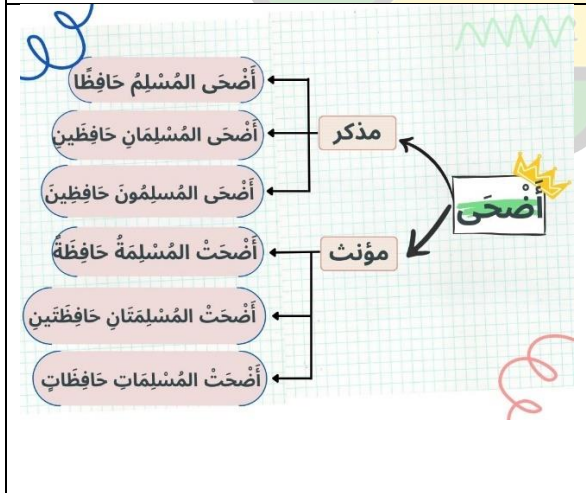 أَضْحَى
مذكر
أَضْحَى المُسْلِمُ حَافِظًا
أَضْحَى المُسْلِمَانِ حَافِظَينِ
أَضْحَى المُسلِمُونَ حَافِظِينَ
مؤنث
أَضْحَتْ المُسْلِمَةُ حَافِظَةً
أَضْحَتْ المُسْلِمَتَانِ حَافِظَتَينِ
أَضْحَتْ المُسْلِمَاتِ حَافِظَاتٍ